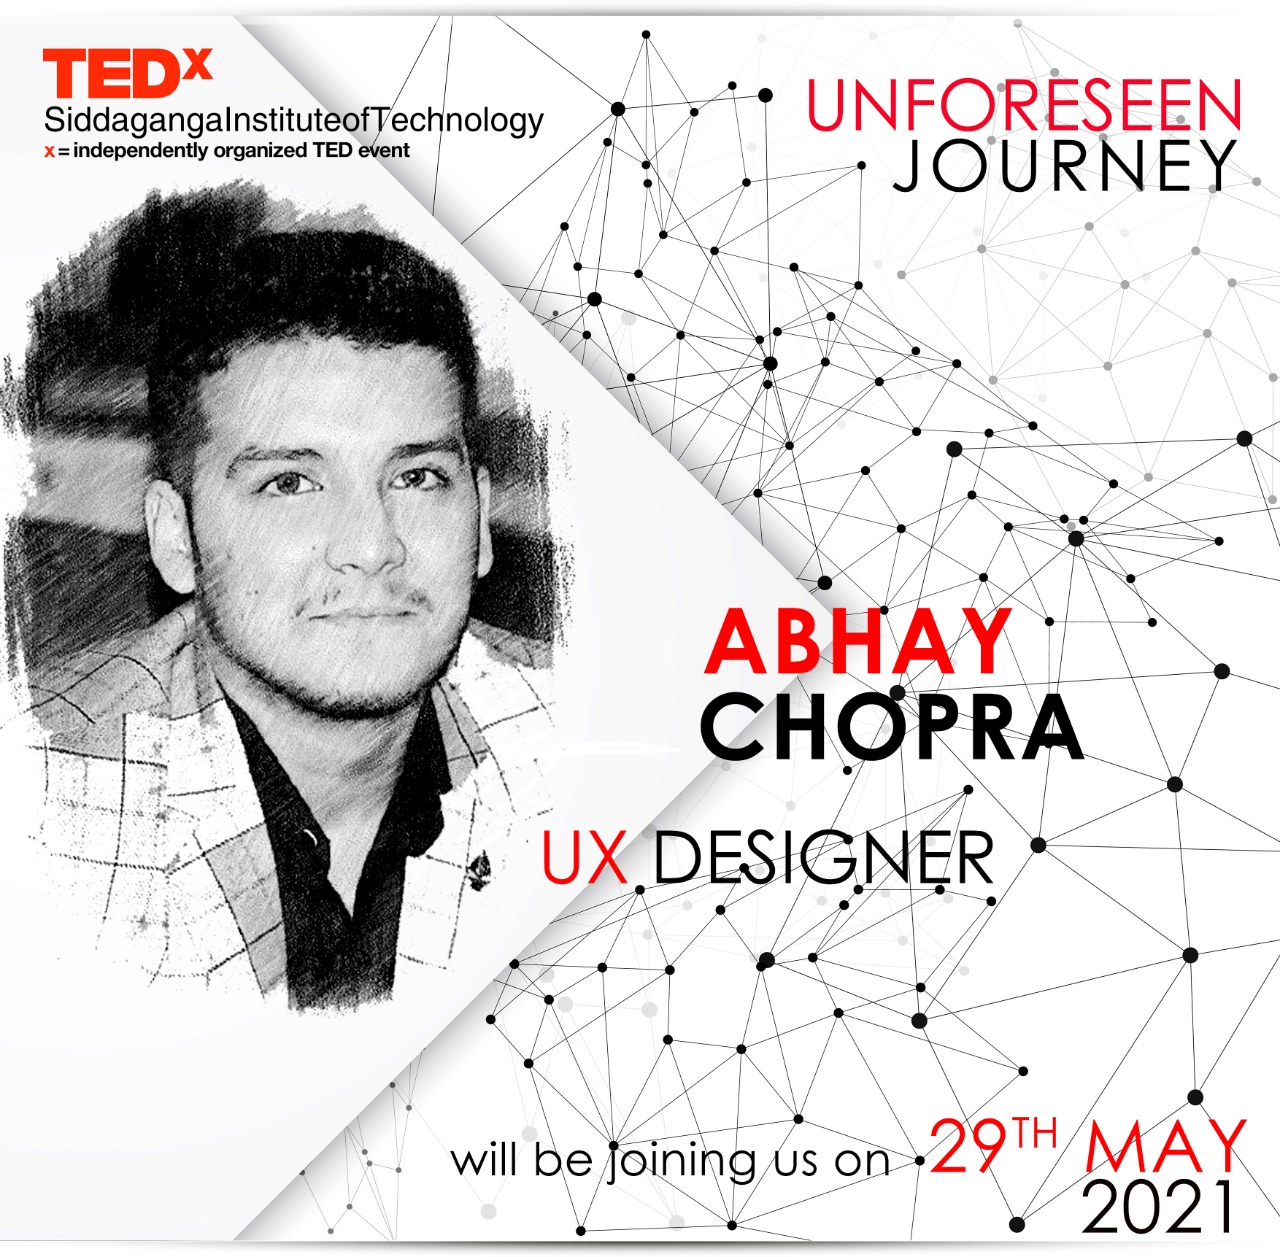 TEDx
SiddagangaInstituteofTechnology
x = independently organized TED event
UNFORESEEN
JOURNEY
ABHAY
CHOPRA
UX DESIGNER
will be joining us on 29TH MAY
2021